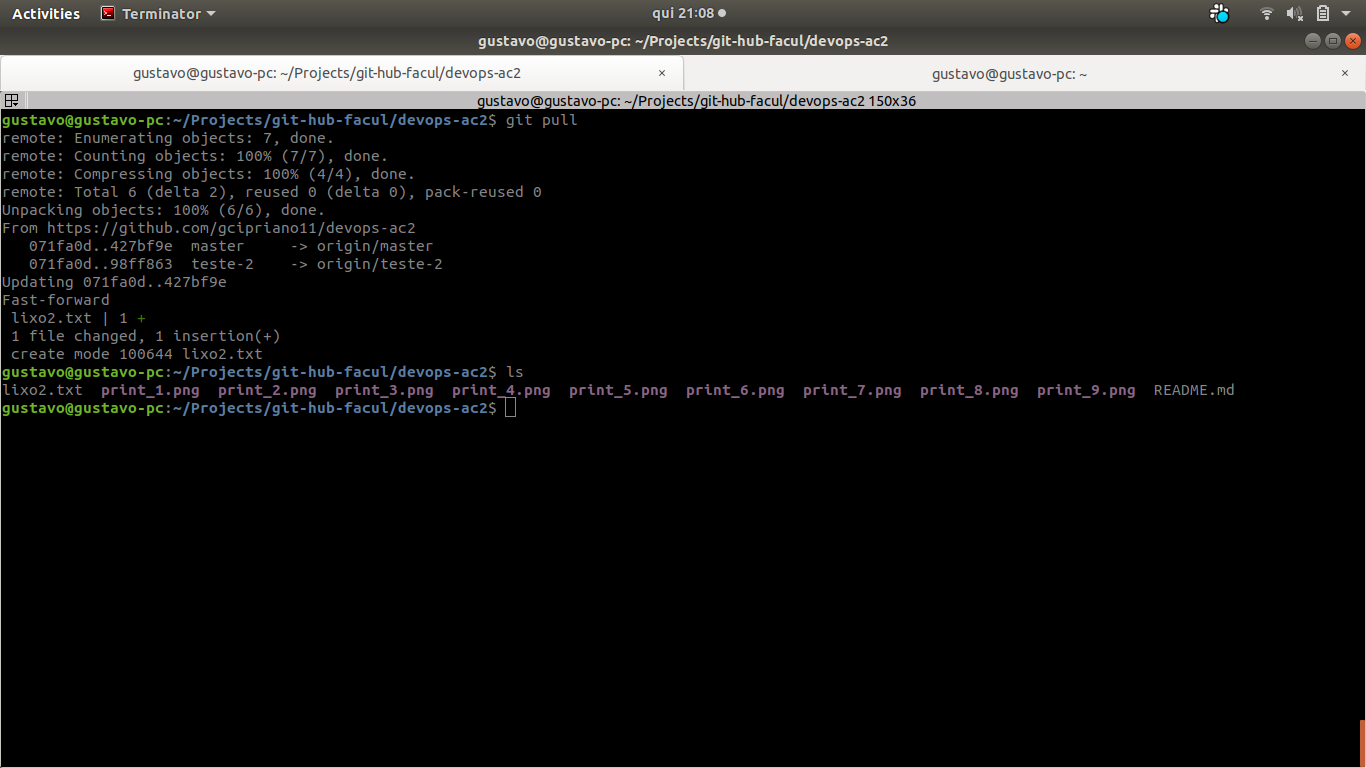 Activities Terminator qui 21:08
gustavo@gustavo-pc: ~/Projects/git-hub-facul/devops-ac2
gustavo@gustavo-pc: ~/Projects/git-hub-facul/devops-ac2 × gustavo@gustavo-pc: ~ ×
gustavo@gustavo-pc: ~/Projects/git-hub-facul/devops-ac2 150x36
gustavo@gustavo-pc:~/Projects/git-hub-facul/devops-ac2$ git pull
remote: Enumerating objects: 7, done.
remote: Counting objects: 100% (7/7), done.
remote: Compressing objects: 100% (4/4), done.
remote: Total 6 (delta 2), reused 0 (delta 0), pack-reused 0
Unpacking objects: 100% (6/6), done.
From https://github.com/gcipriano11/devops-ac2
   071fa0d..427bf9e  master     -> origin/master
   071fa0d..98ff863  teste-2    -> origin/teste-2
Updating 071fa0d..427bf9e
Fast-forward
 lixo2.txt | 1 +
 1 file changed, 1 insertion(+)
 create mode 100644 lixo2.txt
gustavo@gustavo-pc:~/Projects/git-hub-facul/devops-ac2$ ls
lixo2.txt  print_1.png  print_2.png  print_3.png  print_4.png  print_5.png  print_6.png  print_7.png  print_8.png  print_9.png  README.md
gustavo@gustavo-pc:~/Projects/git-hub-facul/devops-ac2$